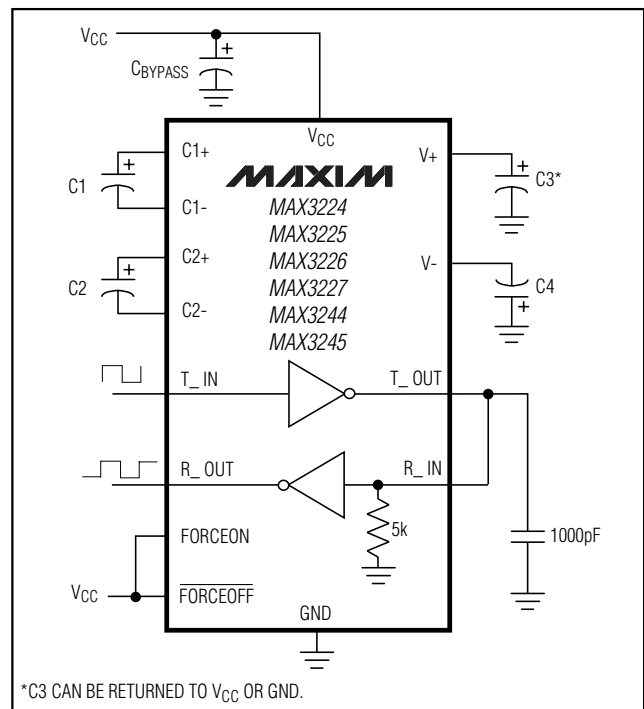 VCC
CBYPASS
+
VCC
C1
+
C1+
C1-
C2
+
C2+
C2-
MAXIM
MAX3224
MAX3225
MAX3226
MAX3227
MAX3244
MAX3245
V+
+
C3*
V-
C4
+
T_ IN
T_ OUT
R_ OUT
R_ IN
5k
1000pF
FORCEON
VCC
FORCEOFF
GND
*C3 CAN BE RETURNED TO VCC OR GND.